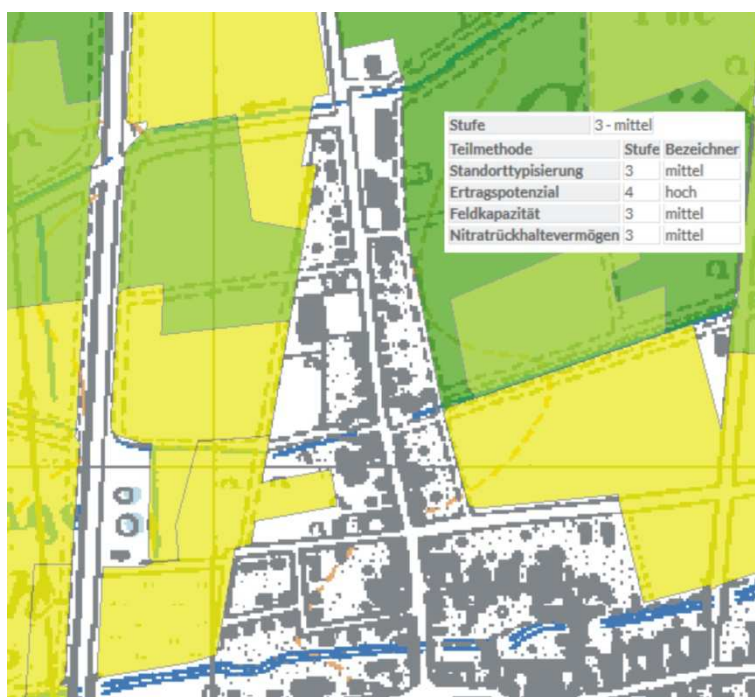 Stufe 3 - mittel
Teilmethode Stufe Bezeichner
Standorttypisierung 3 mittel
Ertragspotenzial 4 hoch
Feldkapazität 3 mittel
Nitratrückhaltevermögen 3 mittel